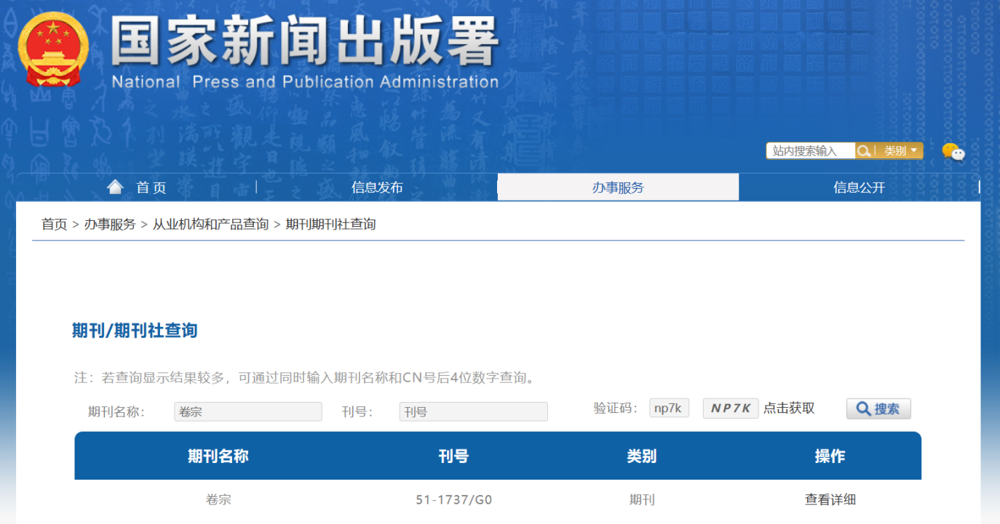 国家新闻出版署
National Press and Publication Administration
站内搜索输入 类别
首页 信息发布 办事服务 信息公开
首页 > 办事服务 > 从业机构和产品查询 > 期刊期刊社查询
期刊/期刊社查询
注：若查询显示结果较多，可通过同时输入期刊名称和CN号后4位数字查询。
期刊名称： 卷宗 刊号： 刊号 验证码： np7k NP7K 点击获取 搜索
期刊名称 刊号 类别 操作
卷宗 51-1737/G0 期刊 查看详细